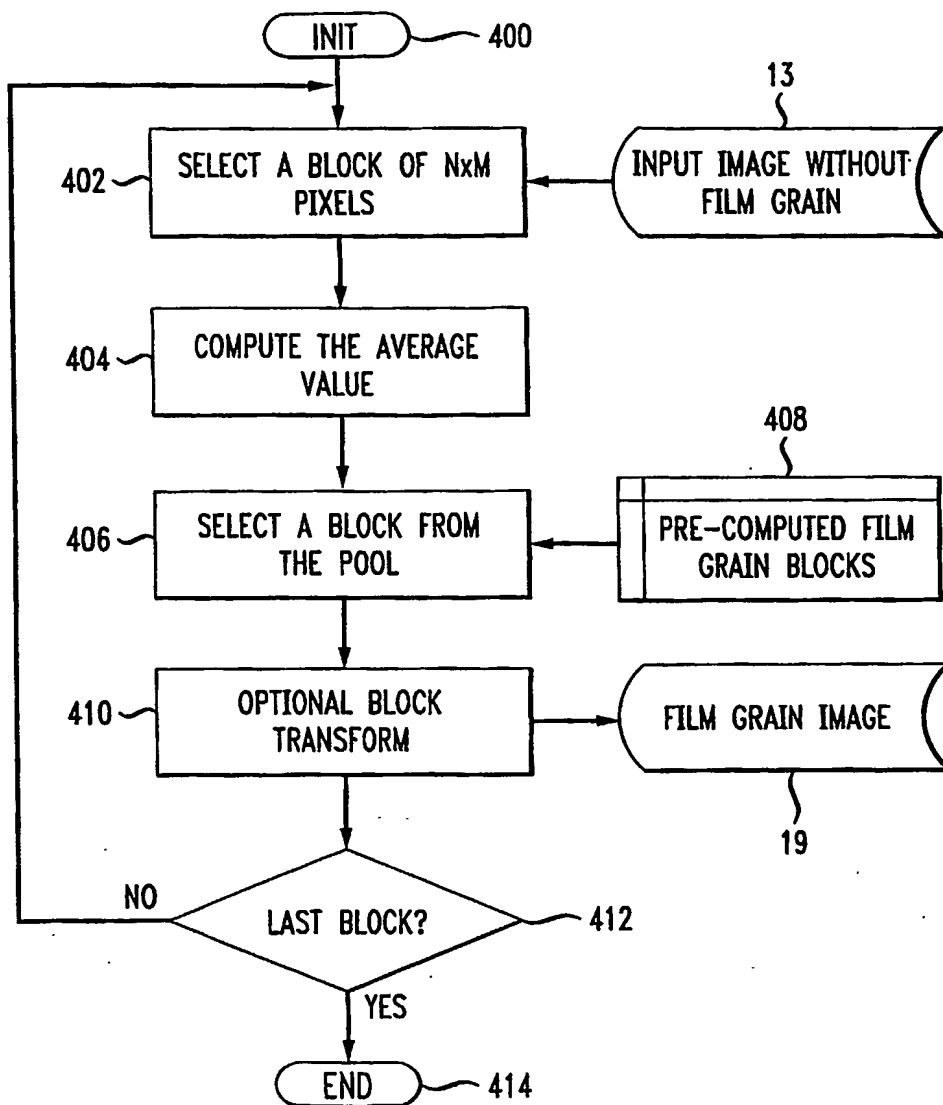 INIT
400
13
402
SELECT A BLOCK OF NxM
PIXELS
INPUT IMAGE WITHOUT
FILM GRAIN
404
COMPUTE THE AVERAGE
VALUE
408
406
SELECT A BLOCK FROM
THE POOL
PRE-COMPUTED FILM
GRAIN BLOCKS
410
OPTIONAL BLOCK
TRANSFORM
FILM GRAIN IMAGE
19
NO
LAST BLOCK?
412
YES
END
414